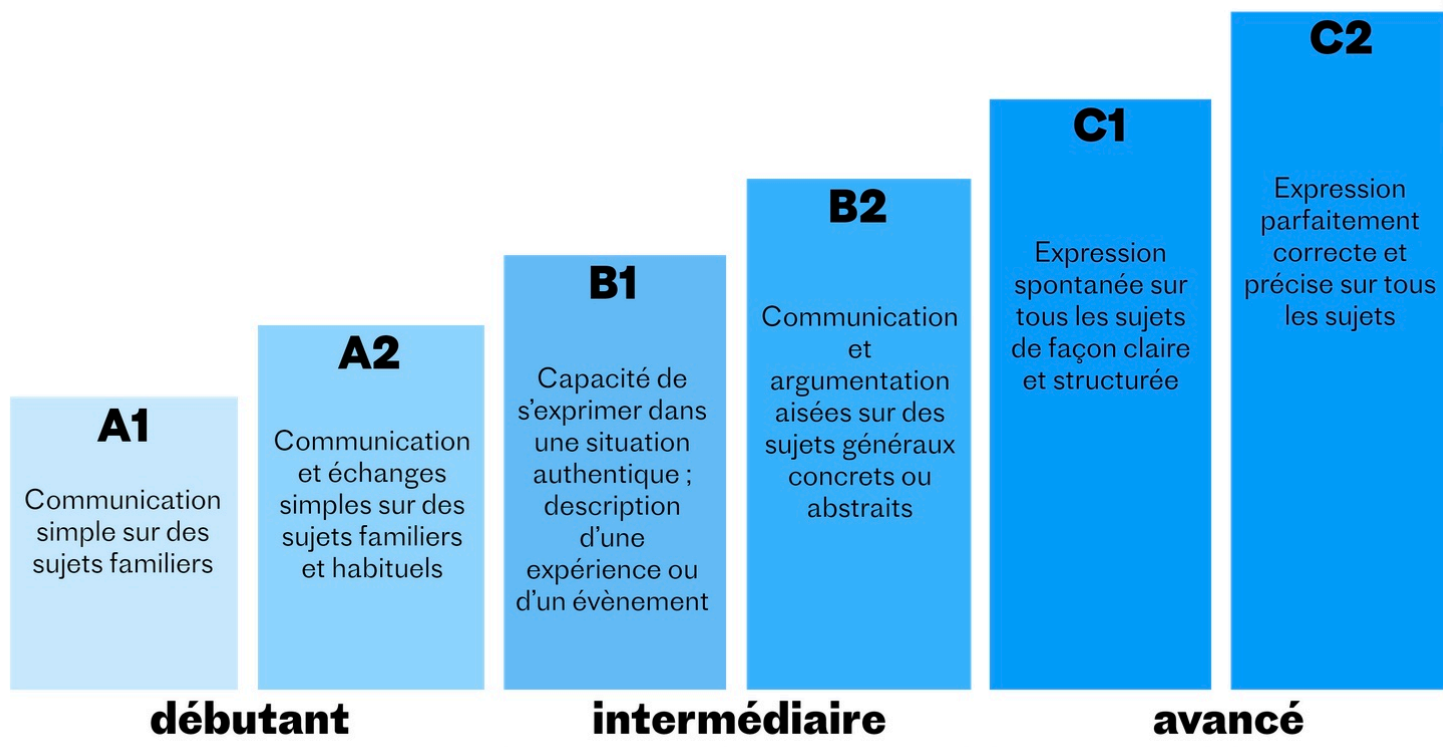 A1
Communication
simple sur des
sujets familiers
A2
Communication
et échanges
simples sur des
sujets familiers
et habituels
B1
Capacité de
s'exprimer dans
une situation
authentique ;
description
d'une
expérience ou
d'un évènement
B2
Communication
et
argumentation
aisées sur des
sujets généraux
concrets ou
abstraits
C1
Expression
spontanée sur
tous les sujets
de façon claire
et structurée
C2
Expression
parfaitement
correcte et
précise sur tous
les sujets
débutant
intermédiaire
avancé